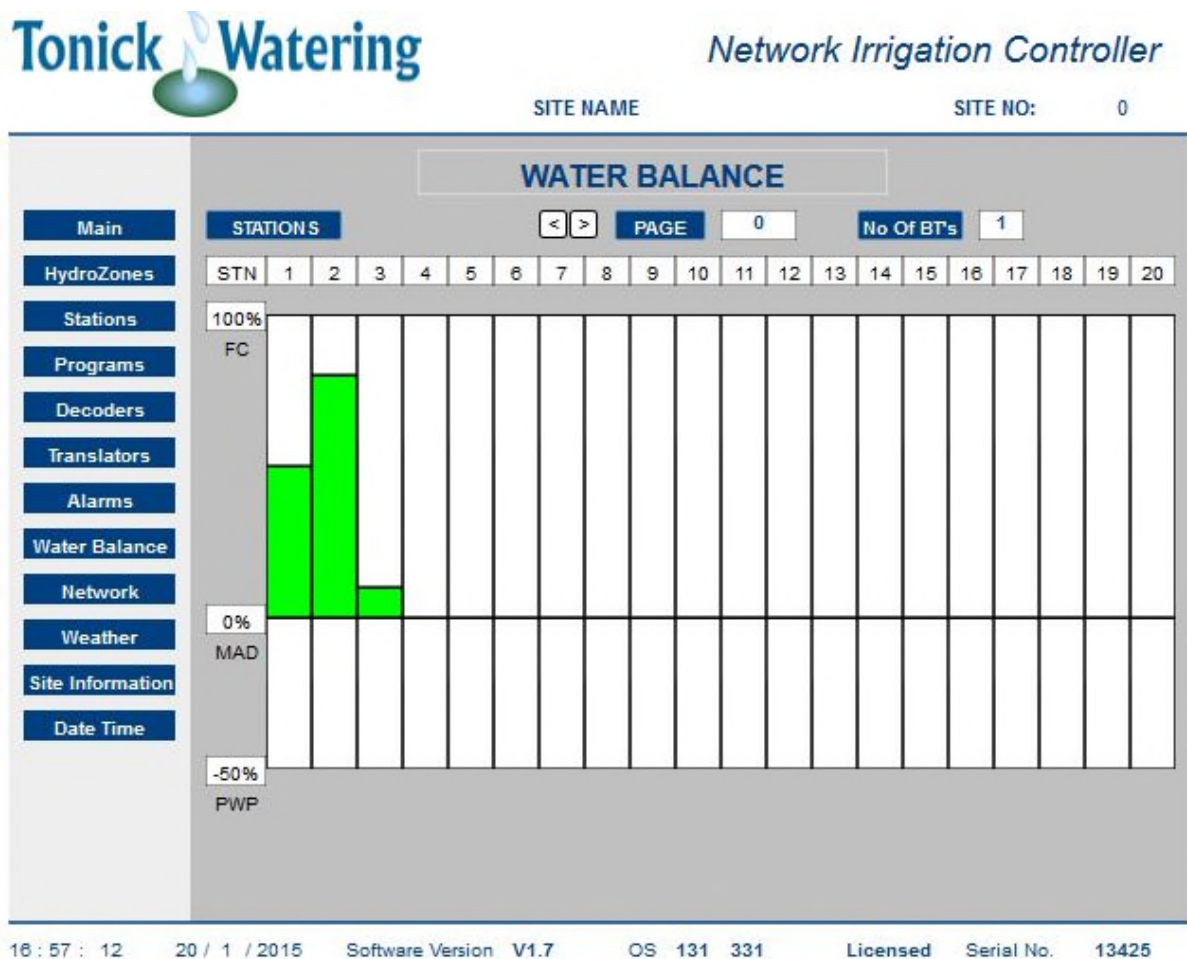 Tonick Watering
Network Irrigation Controller
SITE NAME SITE NO: 0
WATER BALANCE
Main
HydroZones
Stations
Programs
Decoders
Translators
Alarms
Water Balance
Network
Weather
Site Information
Date Time
STATIONS < > PAGE 0 No Of BT's 1
STN 1 2 3 4 5 6 7 8 9 10 11 12 13 14 15 16 17 18 19 20
100%
FC
0%
MAD
-50%
PWP
16 : 57 : 12 20 / 1 / 2015 Software Version V1.7 OS 131 331 Licensed Serial No. 13425